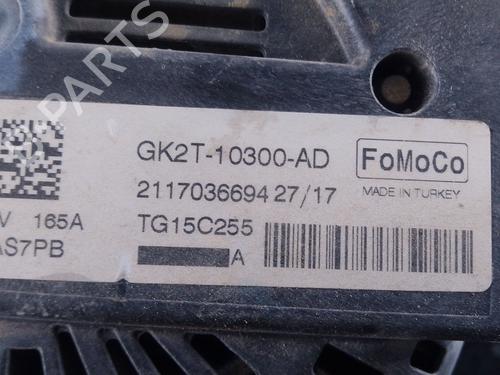 GK2T-10300-AD
FoMoCo
2117036694 27/17
MADE IN TURKEY
V 165A
TG15C255
AS7PB
A
B-PARTS